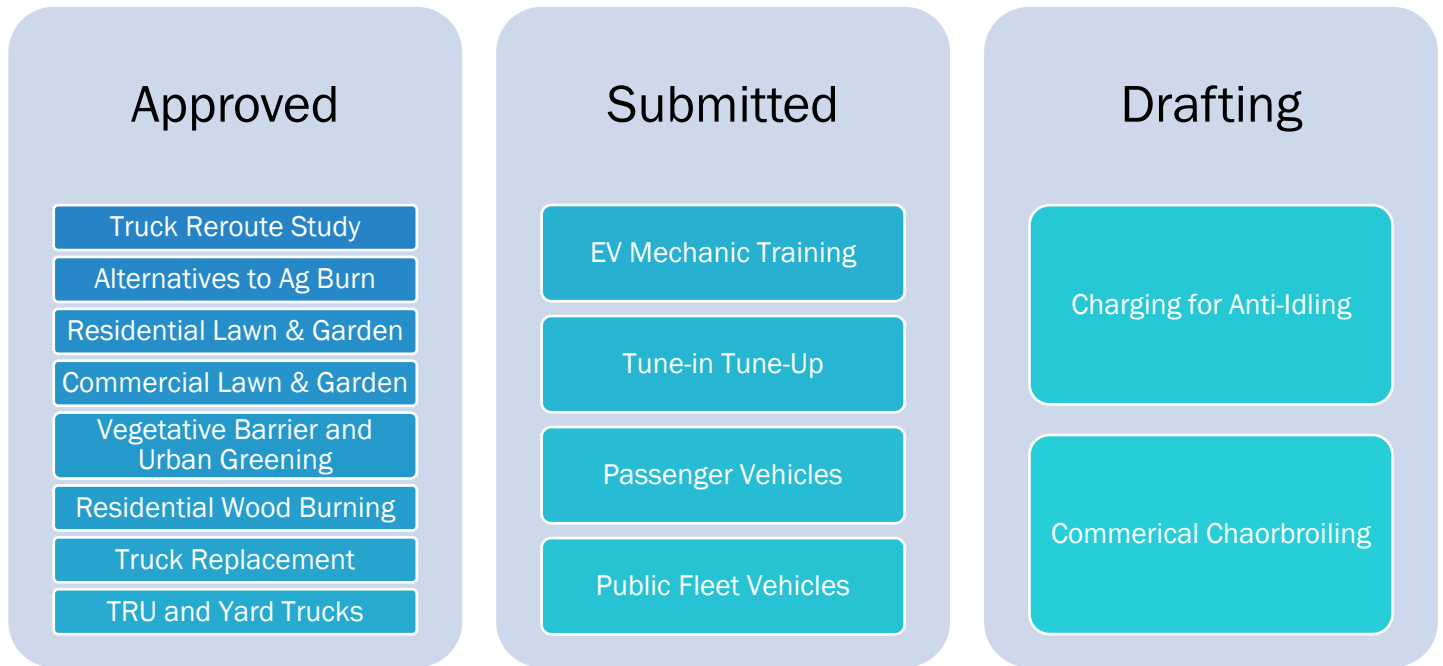 Approved
Truck Reroute Study
Alternatives to Ag Burn
Residential Lawn & Garden
Commercial Lawn & Garden
Vegetative Barrier and
Urban Greening
Residential Wood Burning
Truck Replacement
TRU and Yard Trucks
Submitted
EV Mechanic Training
Tune-in Tune-Up
Passenger Vehicles
Public Fleet Vehicles
Drafting
Charging for Anti-Idling
Commerical Chaorbroiling